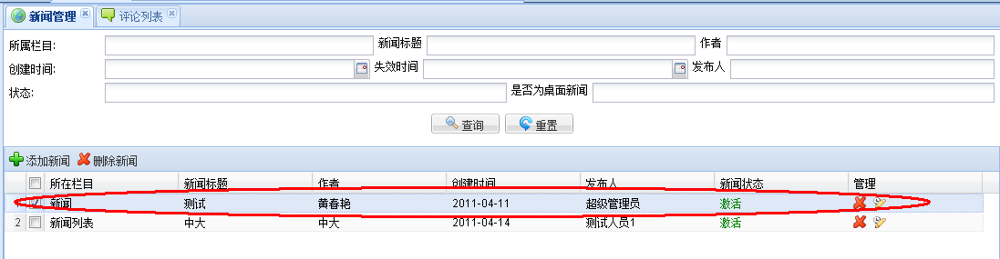 新闻管理 评论列表
所属栏目: 新闻标题 作者
创建时间: 失效时间 发布人
状态: 是否为桌面新闻
查询 重置
添加新闻 删除新闻
所在栏目 新闻标题 作者 创建时间 发布人 新闻状态 管理
新闻 测试 黄春艳 2011-04-11 超级管理员 激活
2 新闻列表 中大 中大 2011-04-14 测试人员1 激活